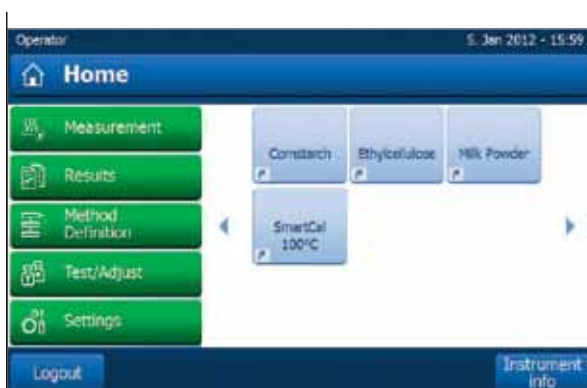 Operator
5. Jan 2012 - 15:59
Home
Measurement
Results
Method
Definition
Test/Adjust
Settings
Cornstarch
Ethylcellulose
Milk Powder
SmartCal
100°C
Logout
Instrument
info